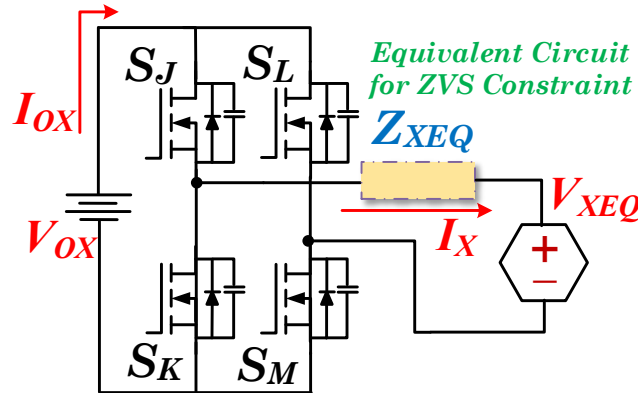 I_OX
S_J
S_L
Equivalent Circuit
for ZVS Constraint
Z_XEQ
V_XEQ
V_OX
I_X
+
−
S_K
S_M